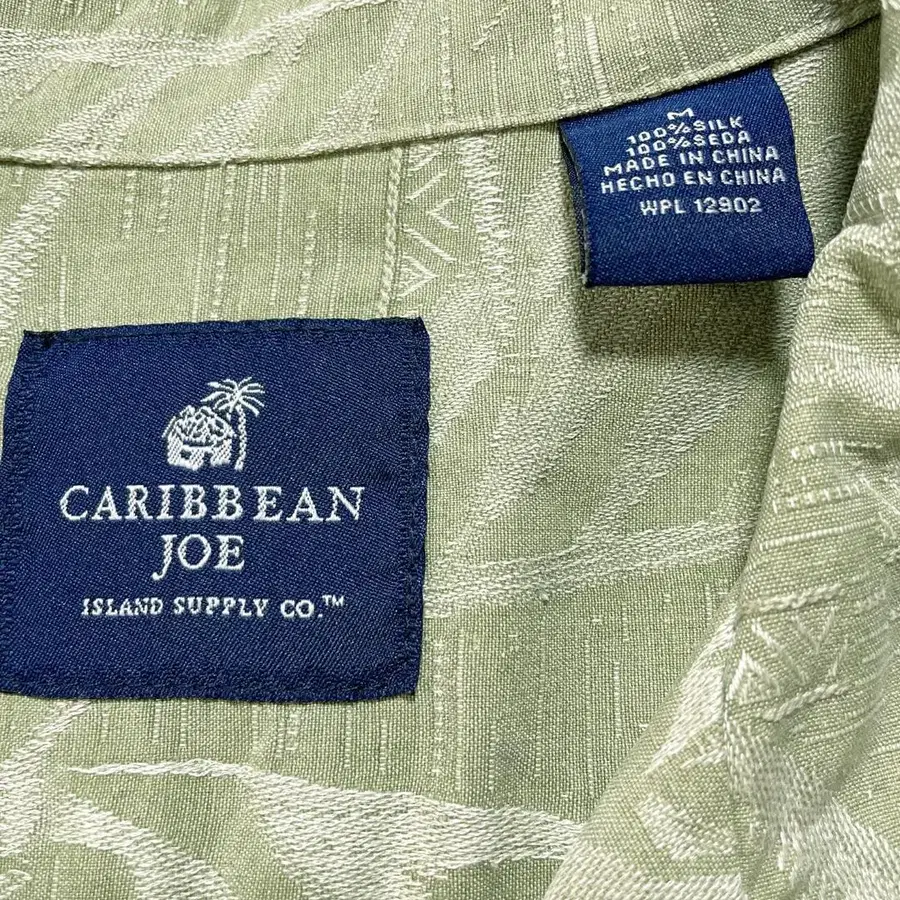 M
100% SILK
100% SEDA
MADE IN CHINA
HECHO EN CHINA
WPL 12902
CARIBBEAN
JOE
ISLAND SUPPLY CO.™